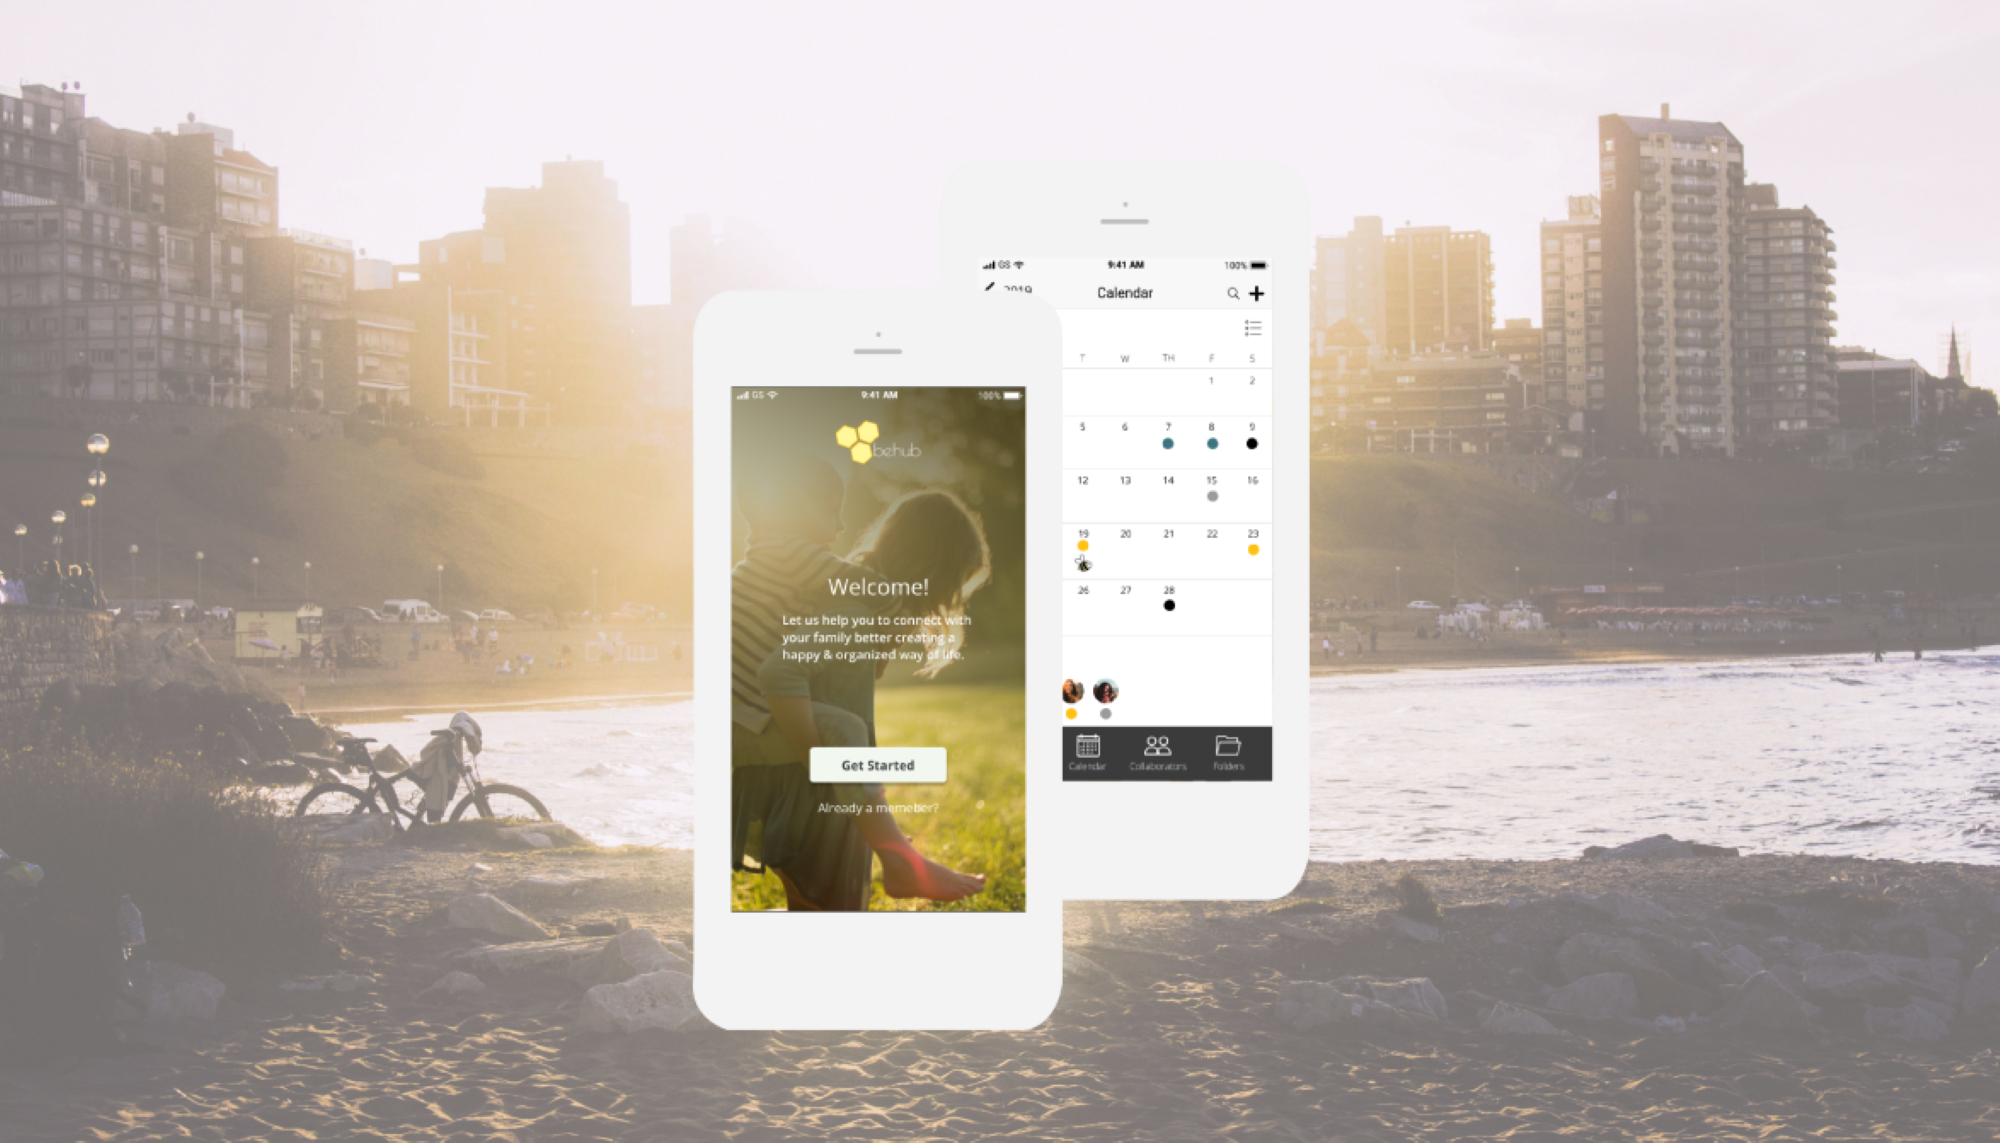 GS
9:41 AM
100%
behub
Welcome!
Let us help you to connect with
your family better creating a
happy & organized way of life.
Get Started
Already a memeber?
GS
9:41 AM
100%
2019
Calendar
T W TH F S
1 2
5 6 7 8 9
12 13 14 15 16
19 20 21 22 23
26 27 28
Calendar Collaborators Folders